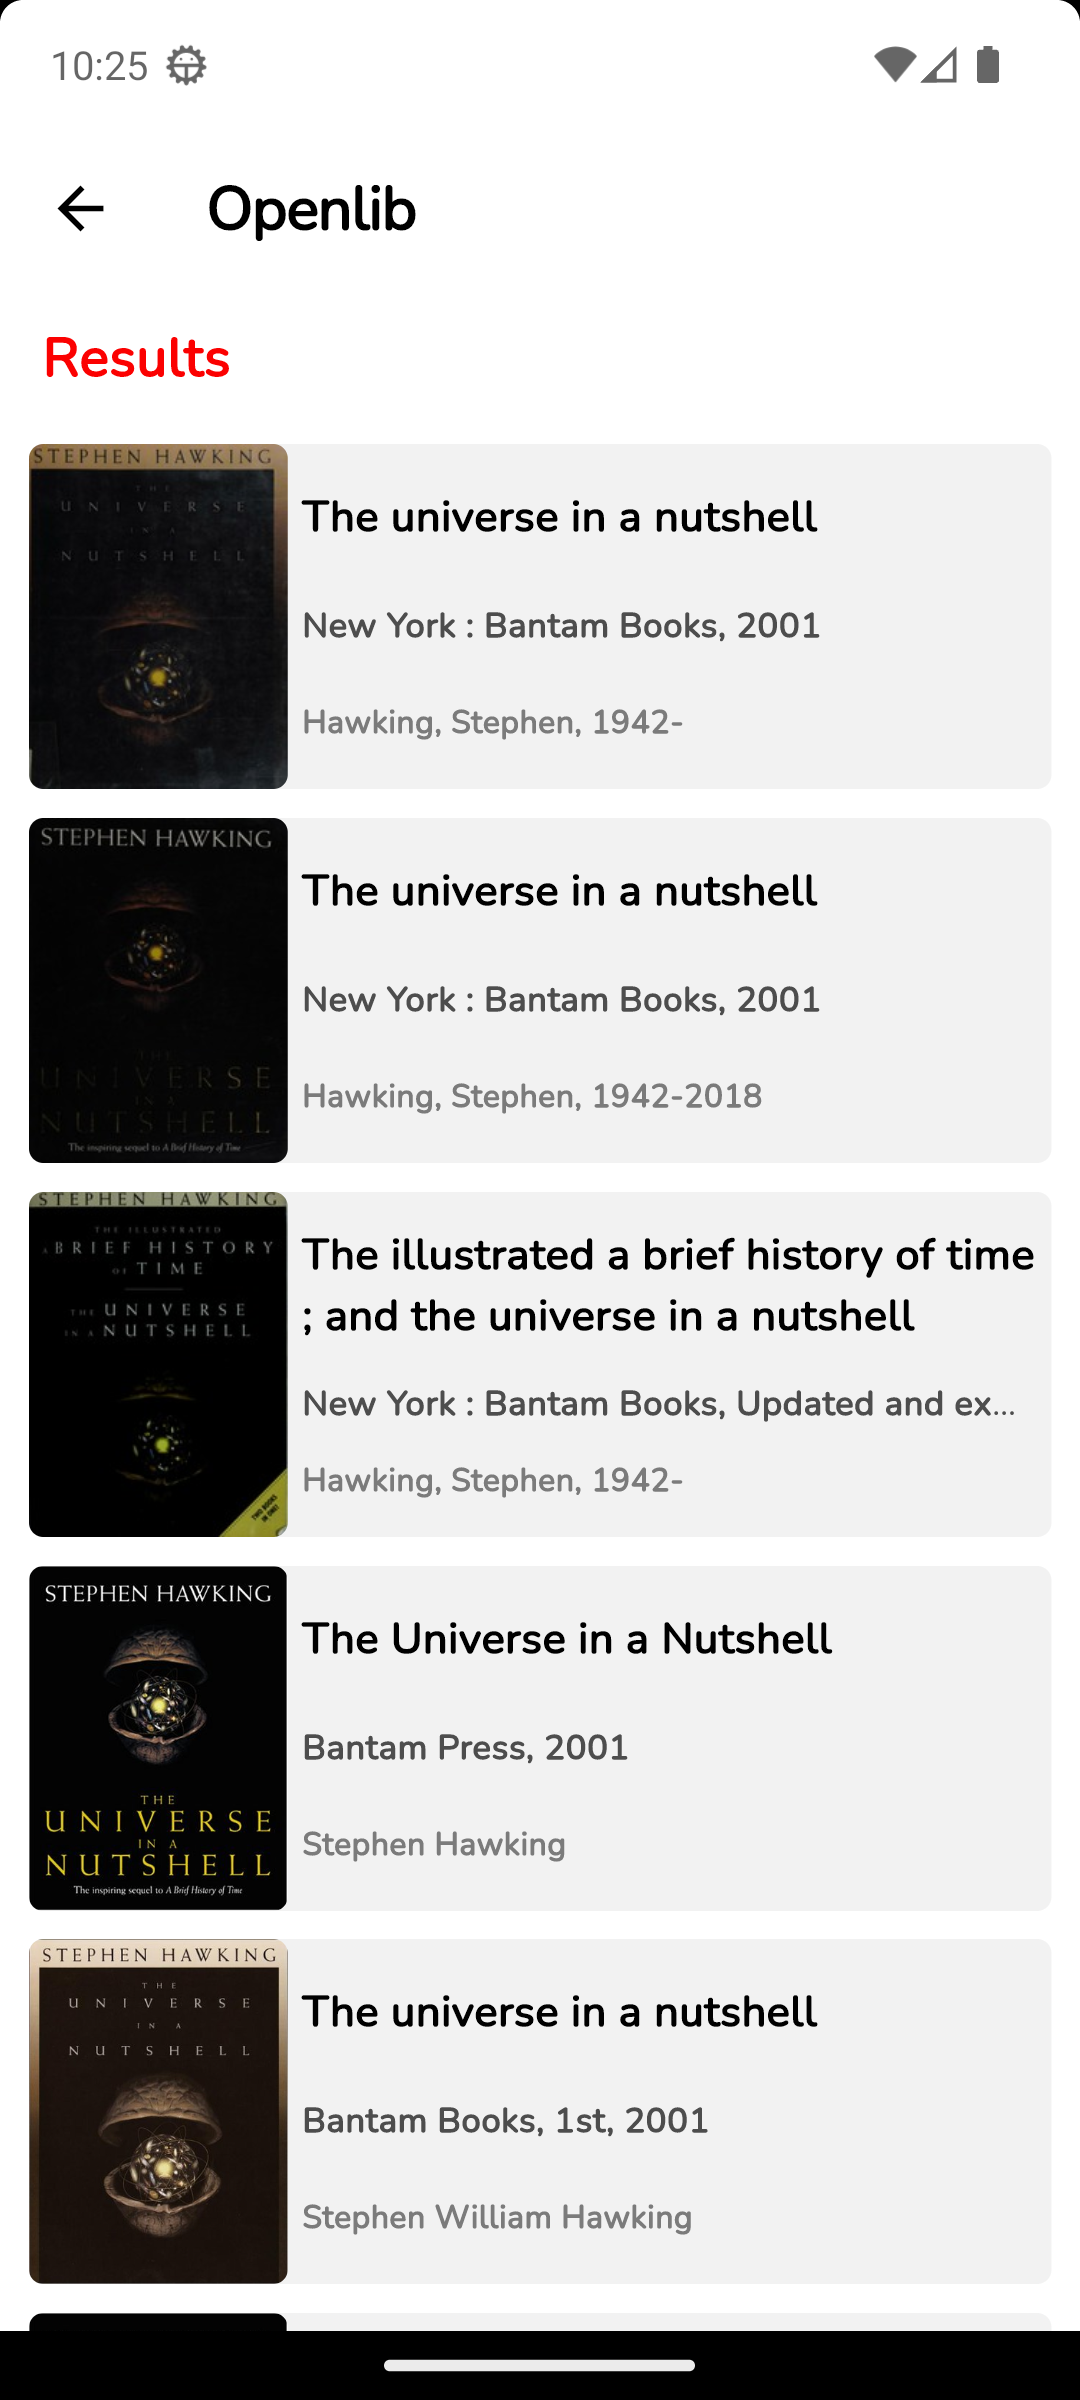 10:25
Openlib
Results
STEPHEN HAWKING
THE
UNIVERSE
IN A
NUTSHELL
The universe in a nutshell
New York : Bantam Books, 2001
Hawking, Stephen, 1942-
STEPHEN HAWKING
THE
UNIVERSE
IN A
NUTSHELL
The inspiring sequel to A Brief History of Time
The universe in a nutshell
New York : Bantam Books, 2001
Hawking, Stephen, 1942-2018
STEPHEN HAWKING
THE ILLUSTRATED
A BRIEF HISTORY
OF TIME
THE UNIVERSE
IN A NUTSHELL
TWO BOOKS
IN ONE!
The illustrated a brief history of time
; and the universe in a nutshell
New York : Bantam Books, Updated and ex...
Hawking, Stephen, 1942-
STEPHEN HAWKING
THE
UNIVERSE
IN A
NUTSHELL
The inspiring sequel to A Brief History of Time
The Universe in a Nutshell
Bantam Press, 2001
Stephen Hawking
STEPHEN HAWKING
THE
UNIVERSE
IN A
NUTSHELL
The universe in a nutshell
Bantam Books, 1st, 2001
Stephen William Hawking